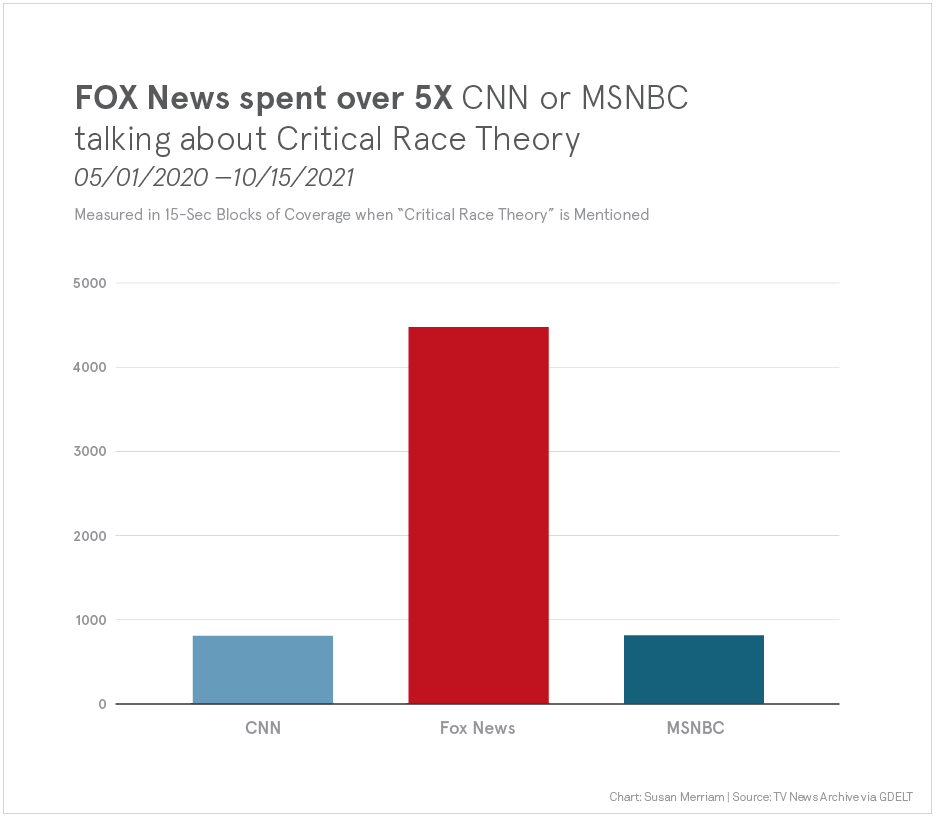 FOX News spent over 5X CNN or MSNBC
talking about Critical Race Theory
05/01/2020 —10/15/2021
Measured in 15-Sec Blocks of Coverage when “Critical Race Theory” is Mentioned
5000
4000
3000
2000
1000
0
CNN
Fox News
MSNBC
Chart: Susan Merriam | Source: TV News Archive via GDELT